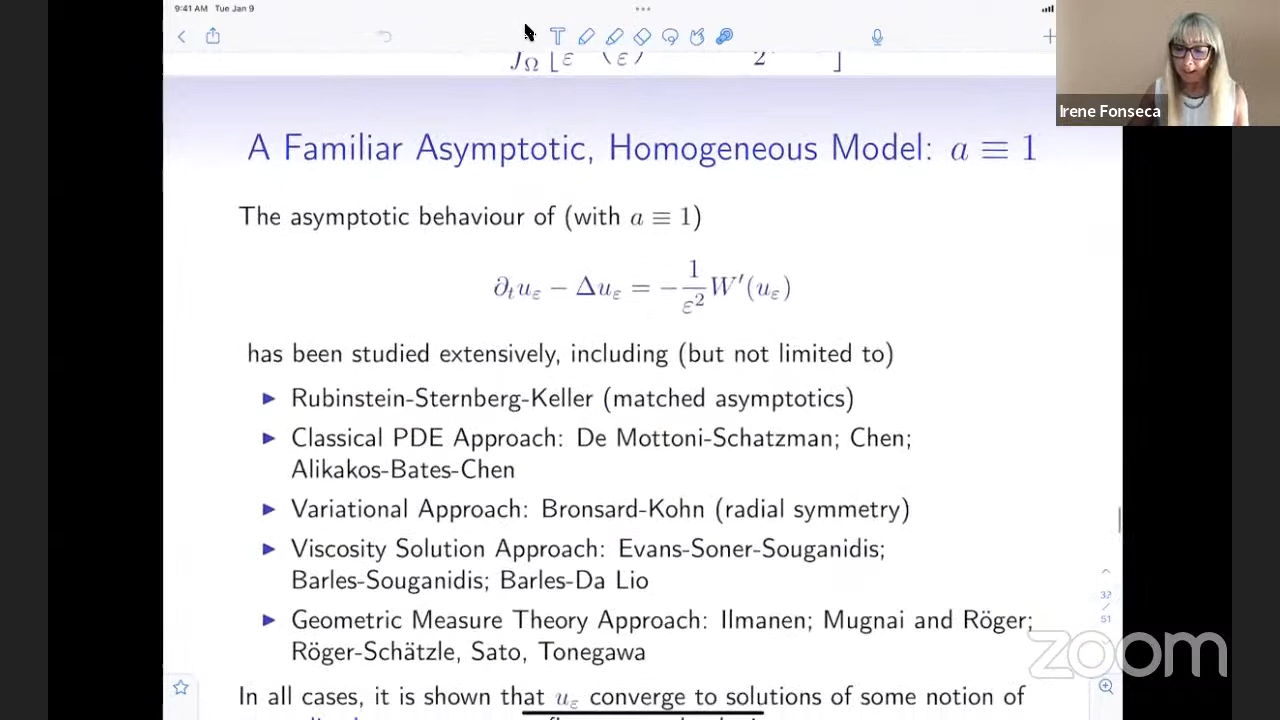 9:41 AM Tue Jan 9
Irene Fonseca
A Familiar Asymptotic, Homogeneous Model: a ≡ 1
The asymptotic behaviour of (with a ≡ 1)
∂ₜu_ε − Δu_ε = −1/ε² W′(u_ε)
has been studied extensively, including (but not limited to)
▶ Rubinstein-Sternberg-Keller (matched asymptotics)
▶ Classical PDE Approach: De Mottoni-Schatzman; Chen;
Alikakos-Bates-Chen
▶ Variational Approach: Bronsard-Kohn (radial symmetry)
▶ Viscosity Solution Approach: Evans-Soner-Souganidis;
Barles-Souganidis; Barles-Da Lio
▶ Geometric Measure Theory Approach: Ilmanen; Mugnai and Röger;
Röger-Schätzle, Sato, Tonegawa
In all cases, it is shown that u_ε converge to solutions of some notion of
32
/
51
zoom